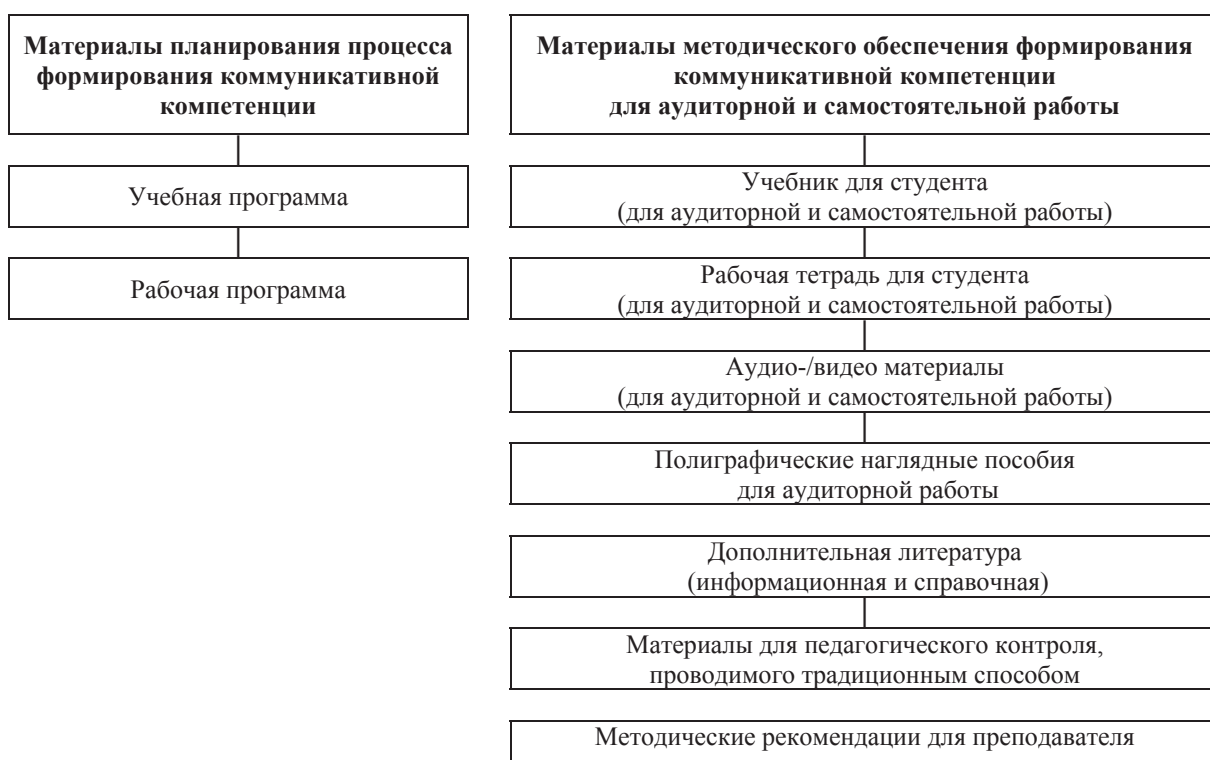 Материалы планирования процесса
формирования коммуникативной
компетенции
Учебная программа
Рабочая программа
Материалы методического обеспечения формирования
коммуникативной компетенции
для аудиторной и самостоятельной работы
Учебник для студента
(для аудиторной и самостоятельной работы)
Рабочая тетрадь для студента
(для аудиторной и самостоятельной работы)
Аудио-/видео материалы
(для аудиторной и самостоятельной работы)
Полиграфические наглядные пособия
для аудиторной работы
Дополнительная литература
(информационная и справочная)
Материалы для педагогического контроля,
проводимого традиционным способом
Методические рекомендации для преподавателя